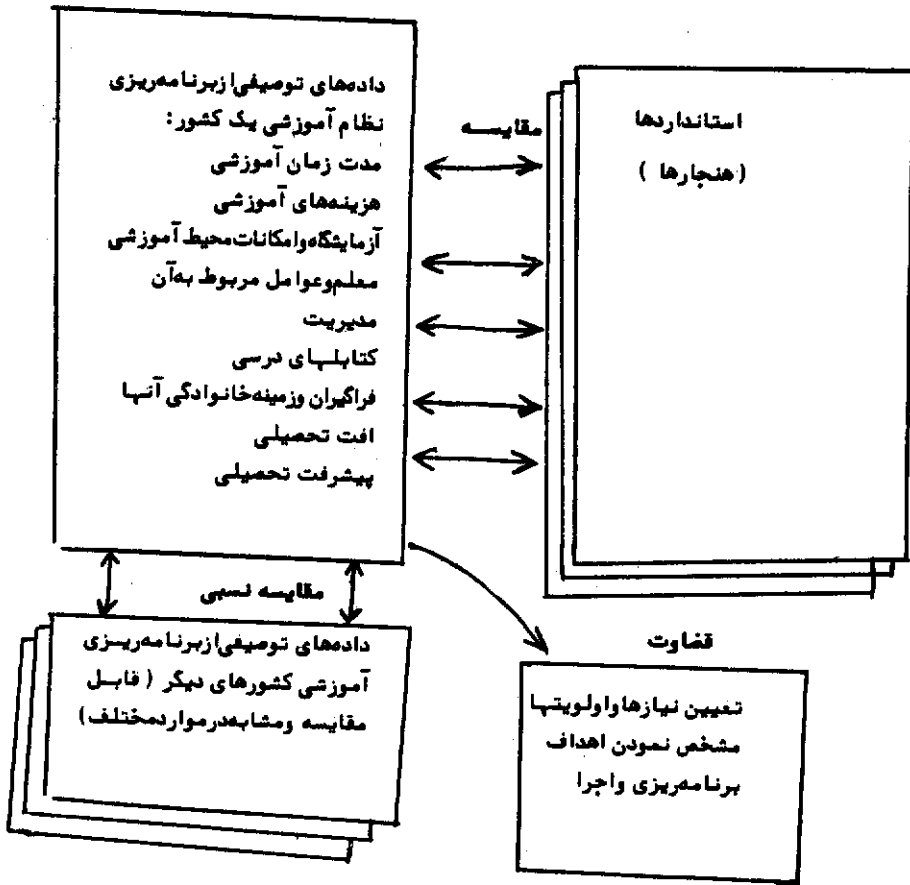 داده‌های توصیفی از برنامه‌ریزی
نظام آموزشی یک کشور:
مدت زمان آموزشی
هزینه‌های آموزشی
آزمایشگاه و امکانات محیط آموزشی
معلم و عوامل مربوط به‌آن
مدیریت
کتابلهای درسی
فراگیران و زمینه خانوادگی آنها
افت تحصیلی
پیشرفت تحصیلی
مقایسه
استانداردها
(هنجارها)
مقایسه نسبی
داده‌های توصیفی از برنامه‌ریزی
آموزشی کشورهای دیگر (قابل
مقایسه و مشابه در موارد مختلف)
قضاوت
تعیین نیازها و اولویتها
مشخص نمودن اهداف
برنامه‌ریزی و اجرا